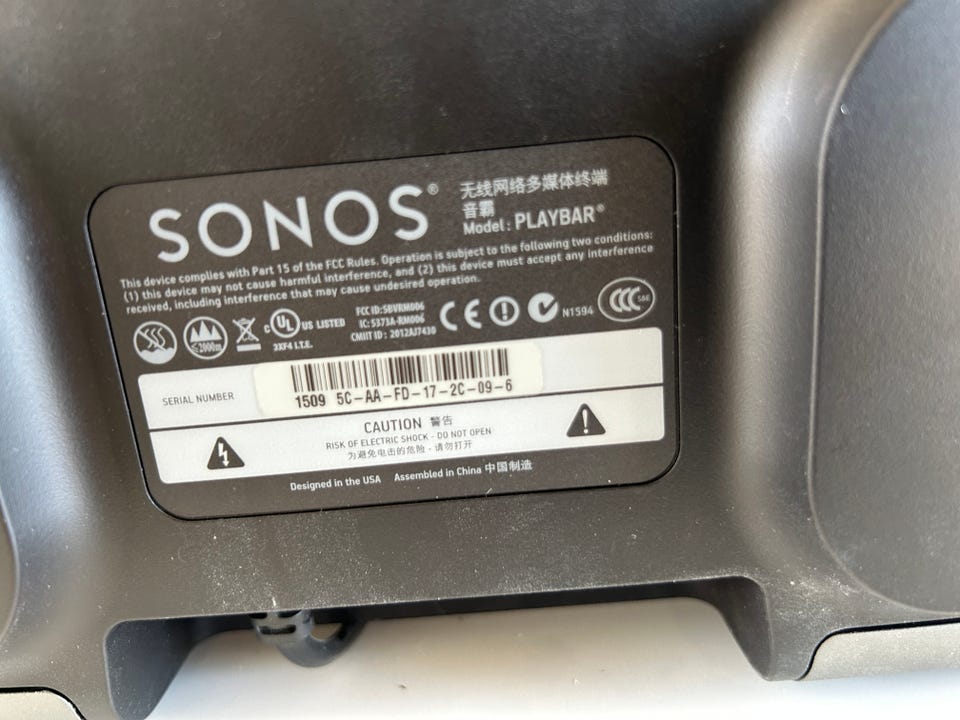 SONOS®
无线网络多媒体终端
音霸
Model: PLAYBAR®
This device complies with Part 15 of the FCC Rules. Operation is subject to the following two conditions:
(1) this device may not cause harmful interference, and (2) this device must accept any interference
received, including interference that may cause undesired operation.
≤2000m
C UL US LISTED
2XF4 I.T.E.
FCC ID:SBVRM006
IC:5373A-RM006
CMIIT ID: 2012AJ7430
CE
N1594
CCC S&E
SERIAL NUMBER
1509 5C-AA-FD-17-2C-09-6
CAUTION 警告
RISK OF ELECTRIC SHOCK - DO NOT OPEN
为避免电击的危险 - 请勿打开
Designed in the USA Assembled in China 中国制造